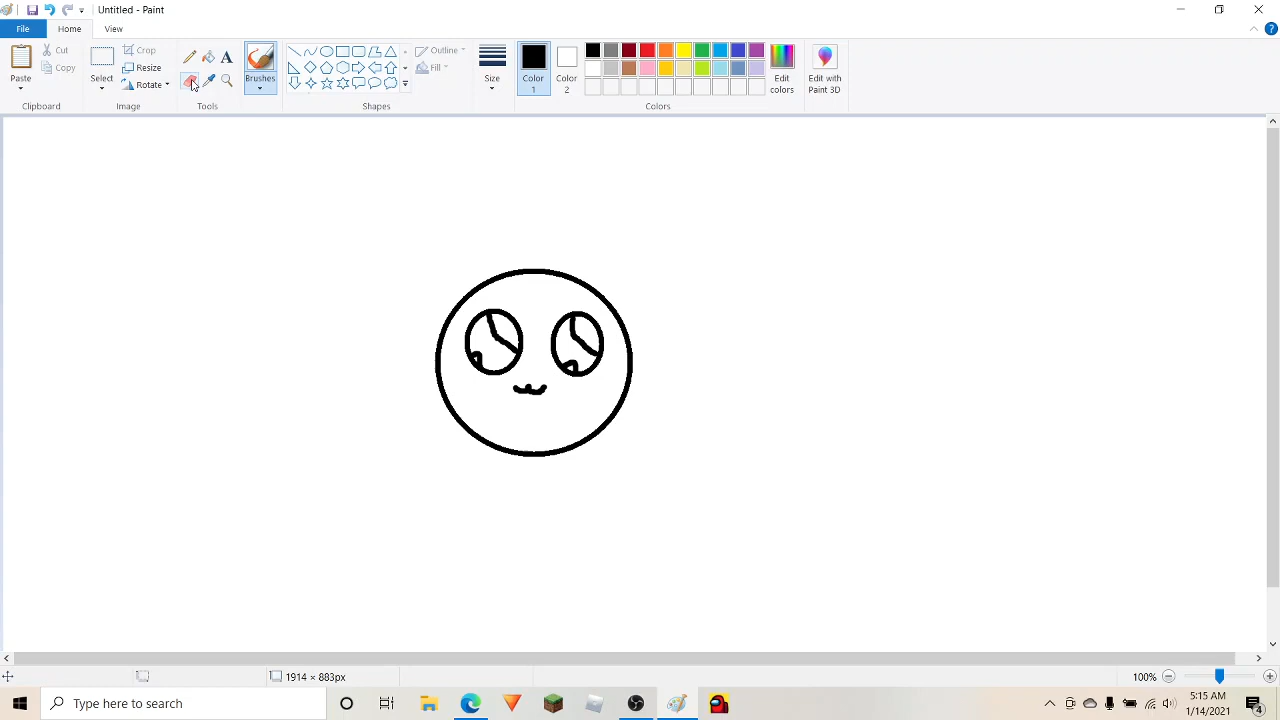 Untitled - Paint
File Home View
Paste
Cut
Copy
Clipboard
Select
Crop
Resize
Rotate
Image
Tools
Brushes
Outline
Fill
Shapes
Size
Color 1
Color 2
Edit colors
Colors
Edit with Paint 3D
1914 × 883px
100%
Type here to search
5:15 AM
1/14/2021
4